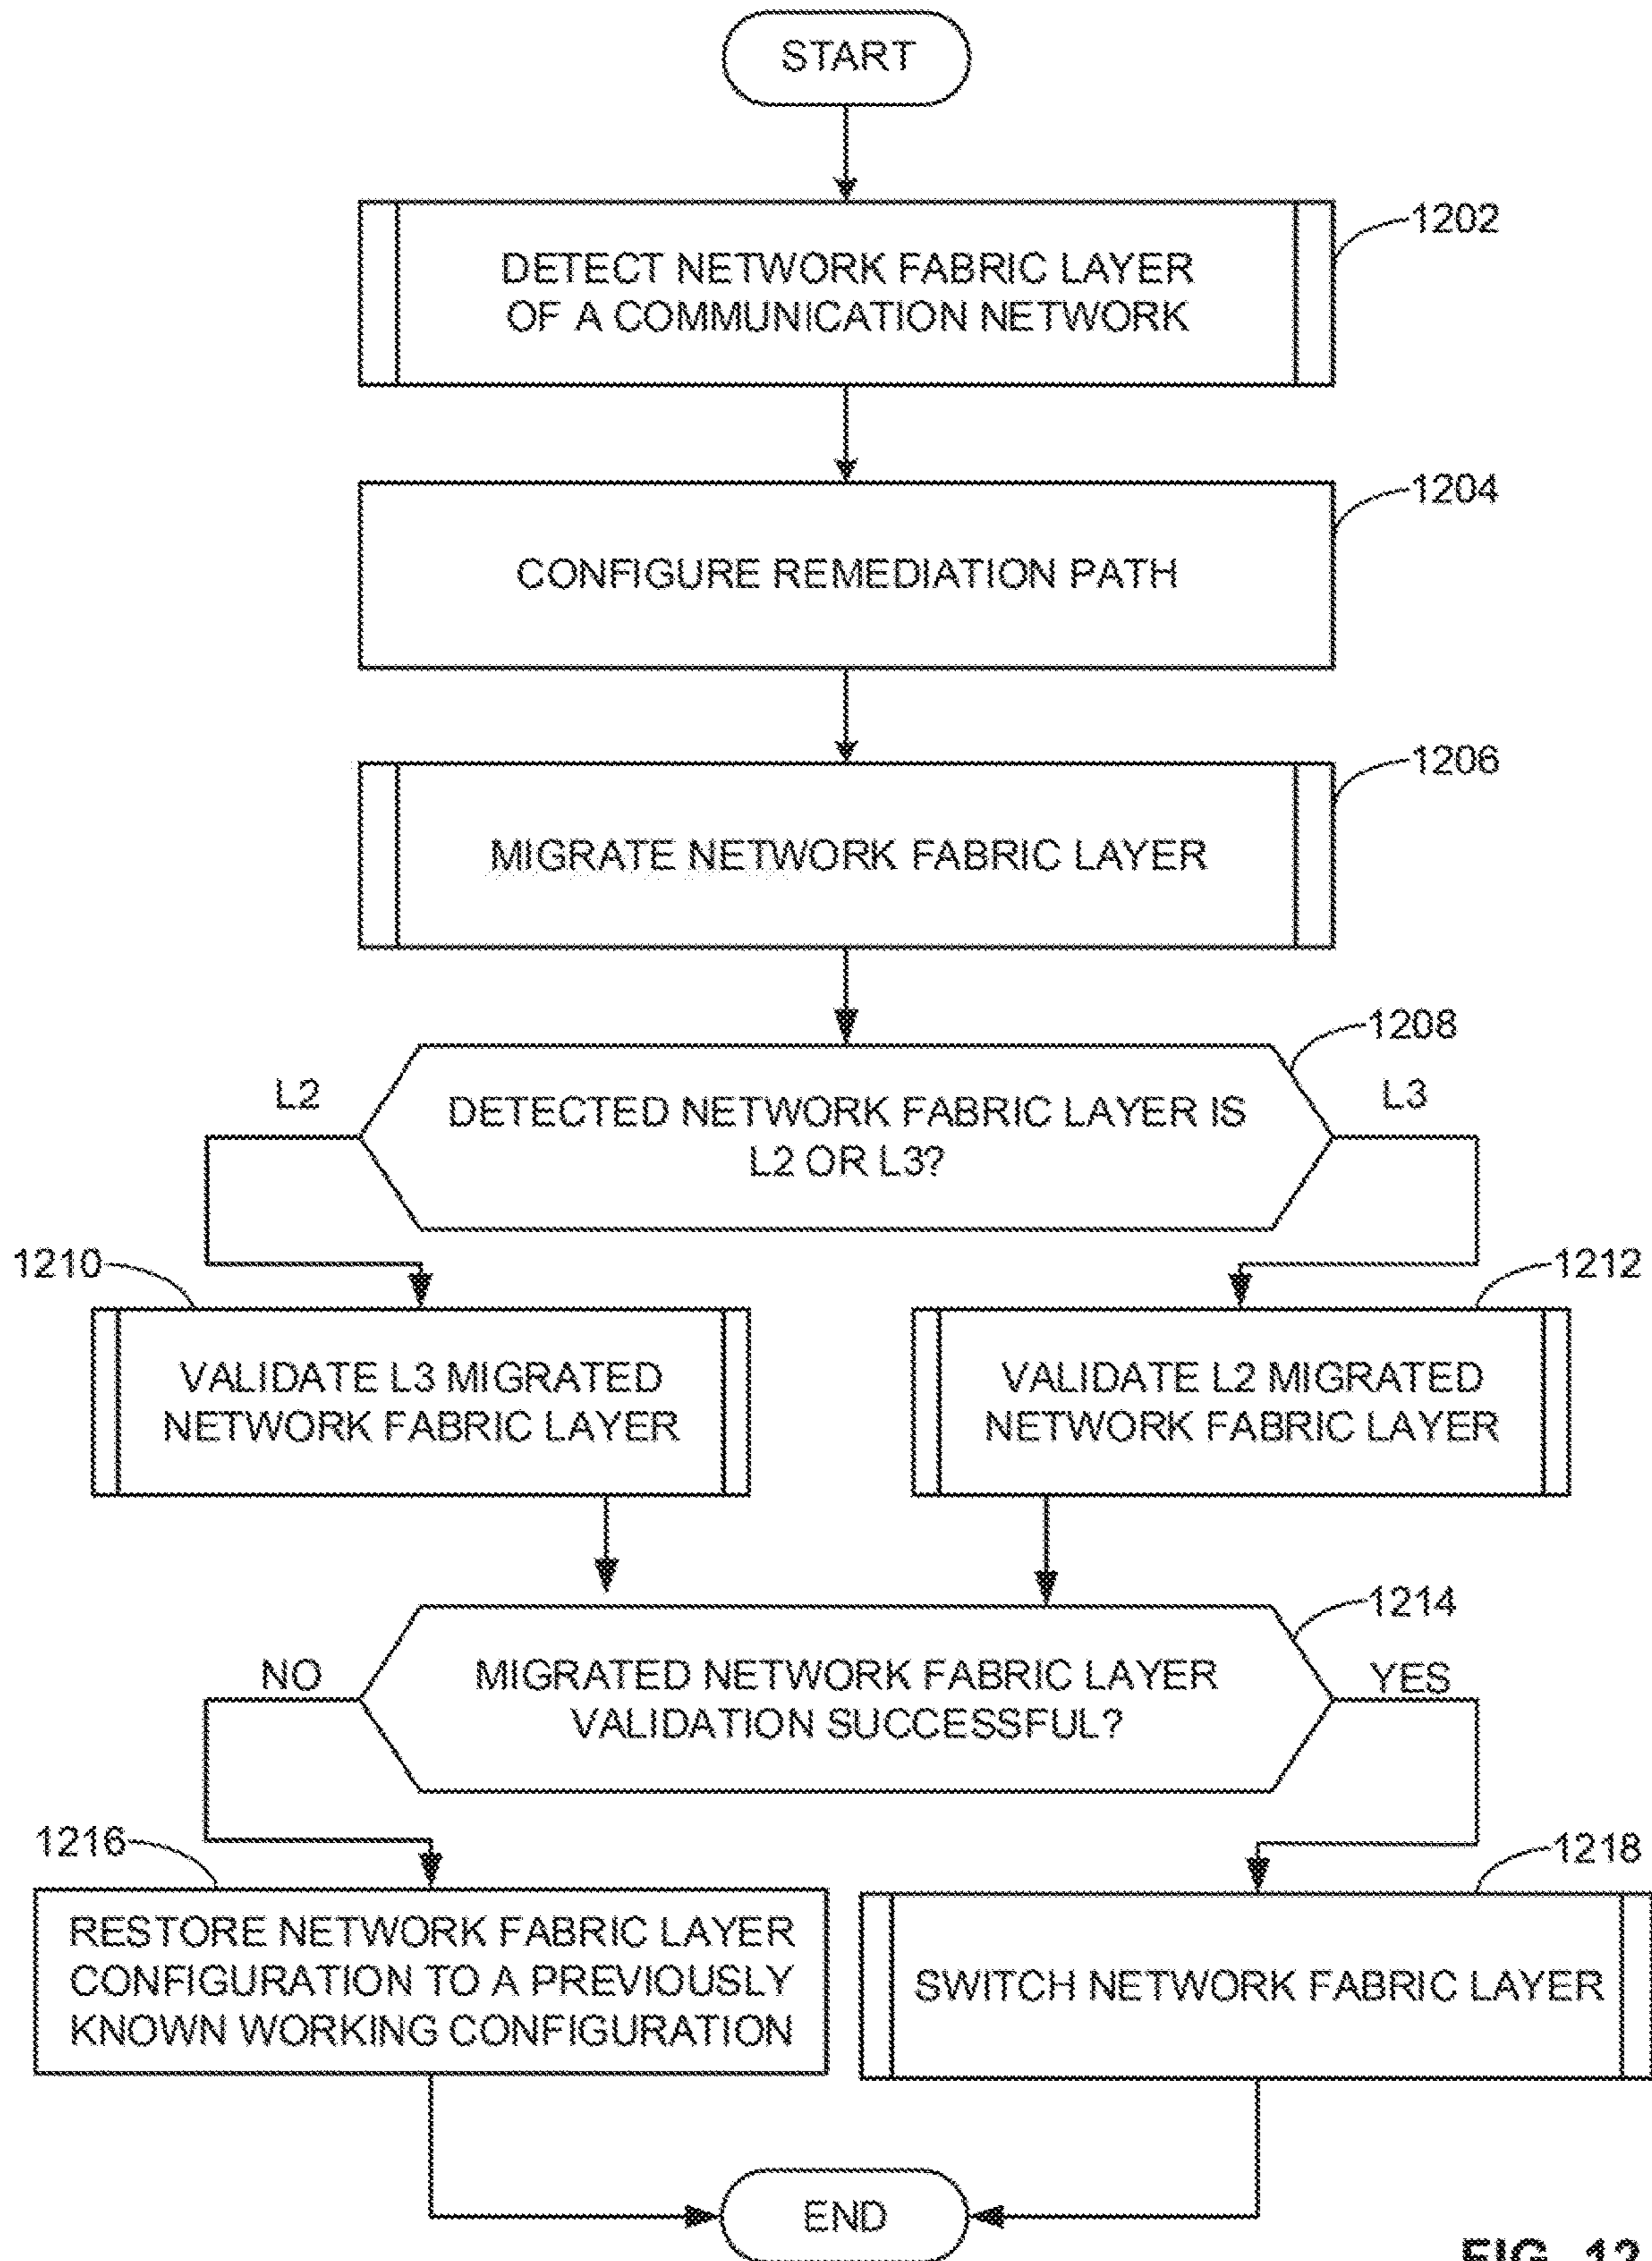 START
1202
DETECT NETWORK FABRIC LAYER
OF A COMMUNICATION NETWORK
1204
CONFIGURE REMEDIATION PATH
1206
MIGRATE NETWORK FABRIC LAYER
1208
L2
L3
DETECTED NETWORK FABRIC LAYER IS
L2 OR L3?
1210
1212
VALIDATE L3 MIGRATED
NETWORK FABRIC LAYER
VALIDATE L2 MIGRATED
NETWORK FABRIC LAYER
1214
NO
YES
MIGRATED NETWORK FABRIC LAYER
VALIDATION SUCCESSFUL?
1216
1218
RESTORE NETWORK FABRIC LAYER
CONFIGURATION TO A PREVIOUSLY
KNOWN WORKING CONFIGURATION
SWITCH NETWORK FABRIC LAYER
END
FIG. 12